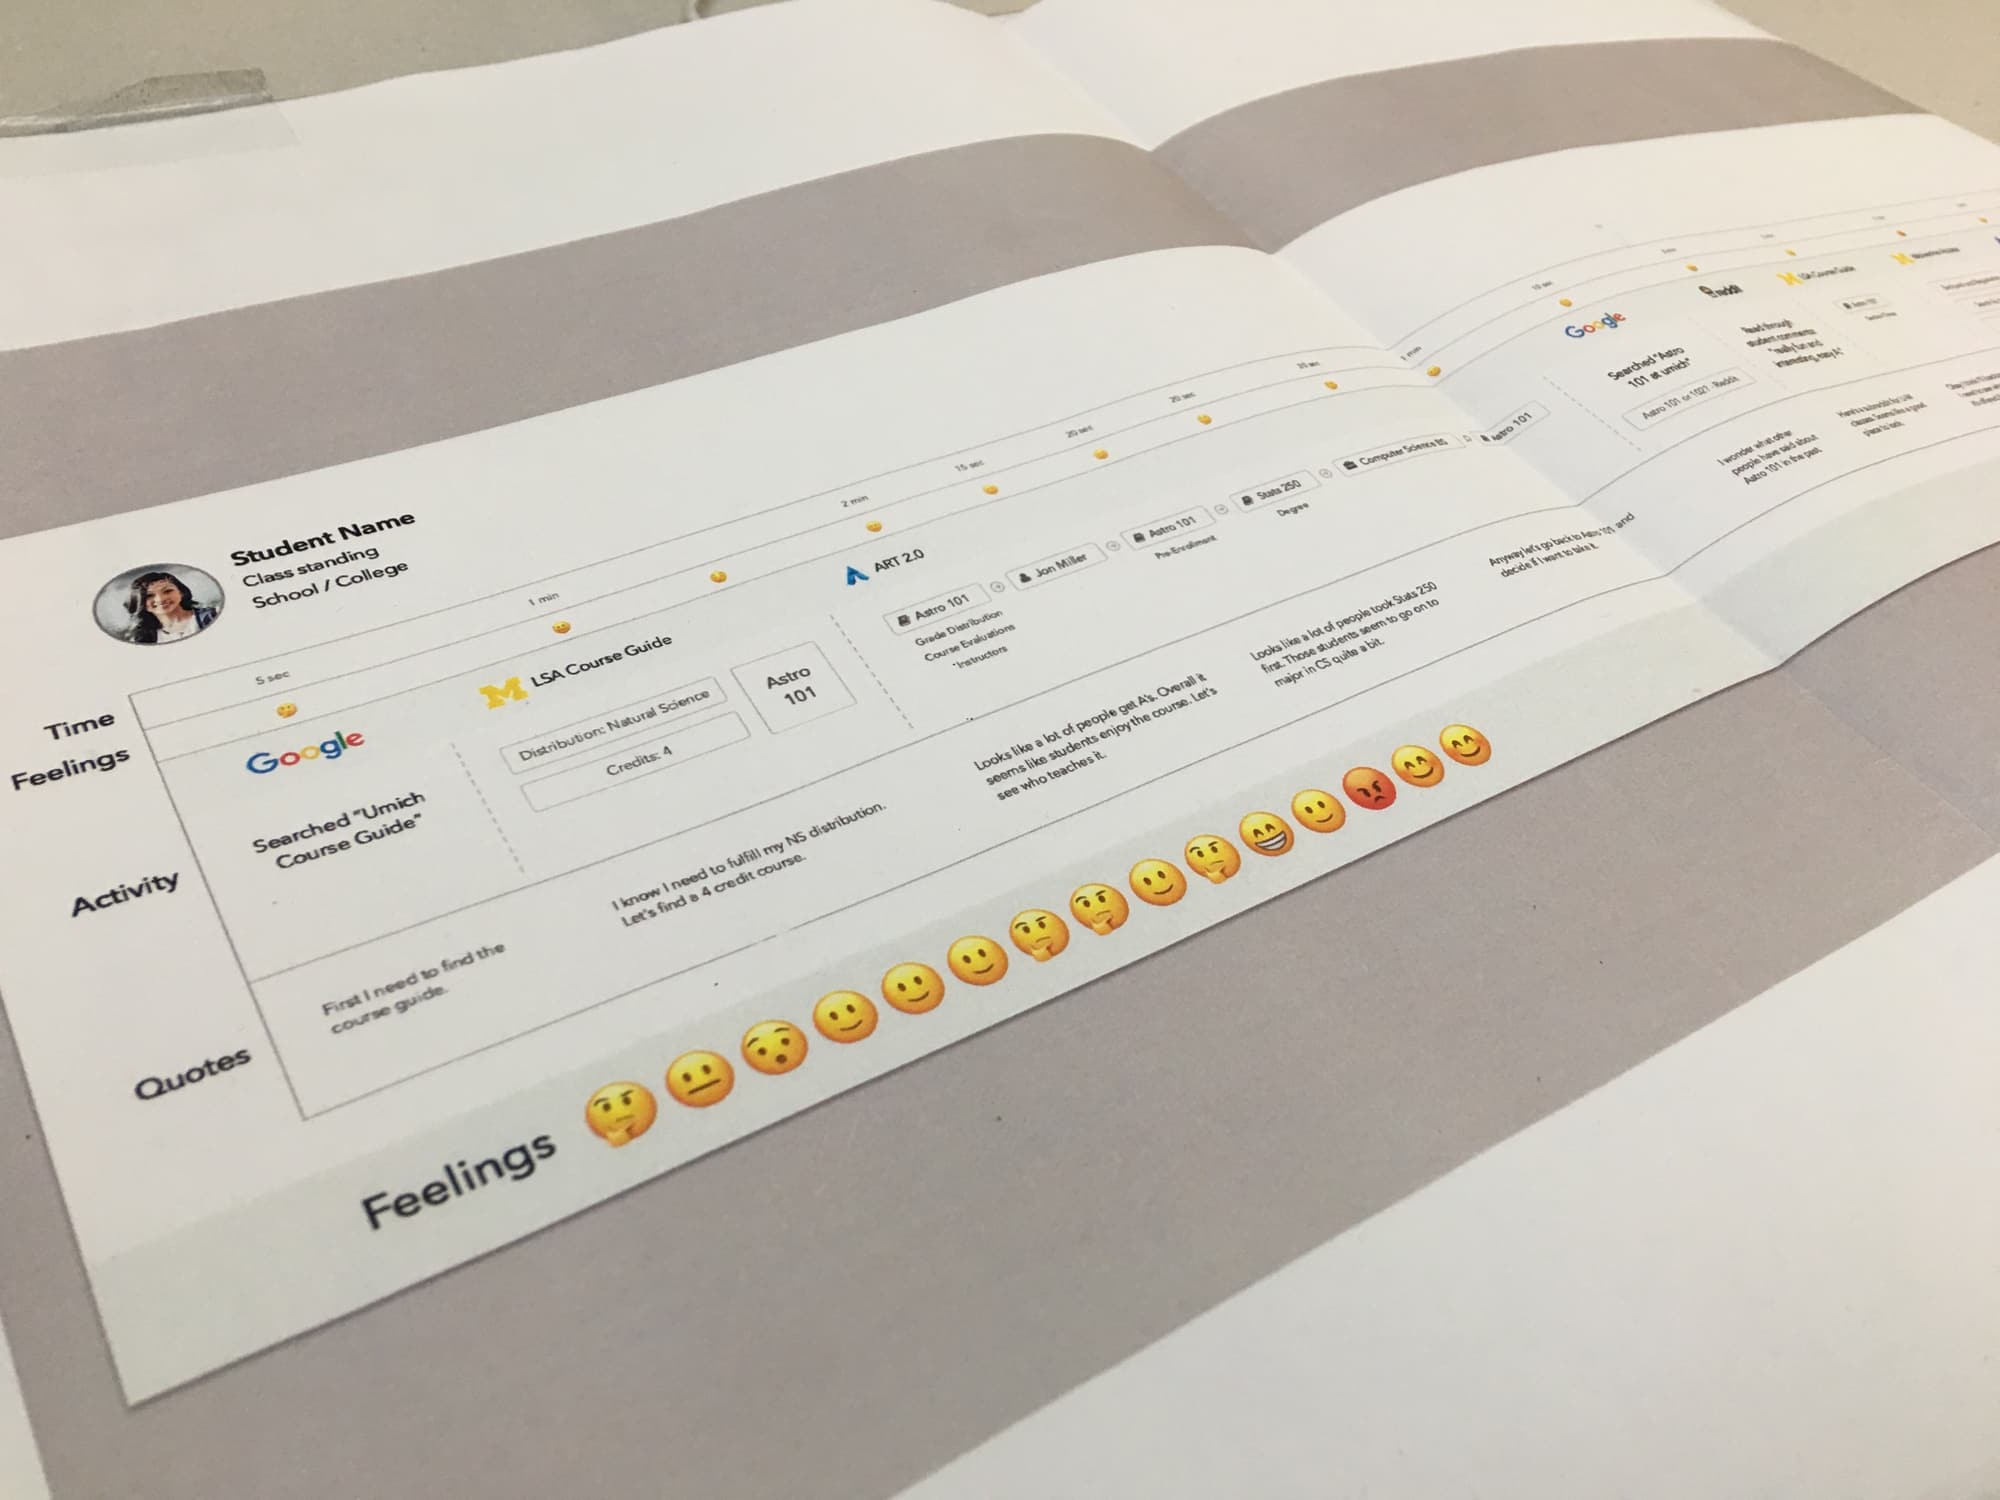 Student Name
Class standing
School / College
Time
5 sec
1 min
2 min
15 sec
20 sec
20 sec
10 sec
Feelings
Activity
Google
Searched "Umich
Course Guide"
M LSA Course Guide
Distribution: Natural Science
Credits: 4
Astro
101
ART 2.0
Astro 101
Grade Distribution
Course Evaluations
*Instructors
Jon Miller
Astro 101
Pre-Enrollment
Stats 250
Degree
Computer Science BS
Astro 101
Google
Searched "Astro
101 at umich"
Astro 101 or 102? - Reddit
reddit
Read through
student comments
"really fun and
interesting, easy A"
M LSA Course Guide
Astro 101
Quotes
First I need to find the
course guide.
I know I need to fulfill my NS distribution.
Let's find a 4 credit course.
Looks like a lot of people get A's. Overall it
seems like students enjoy the course. Let's
see who teaches it.
Looks like a lot of people took Stats 250
first. Those students seem to go on to
major in CS quite a bit.
Anyway let's go back to Astro 101 and
decide if I want to take it.
I wonder what other
people have said about
Astro 101 in the past.
Feelings